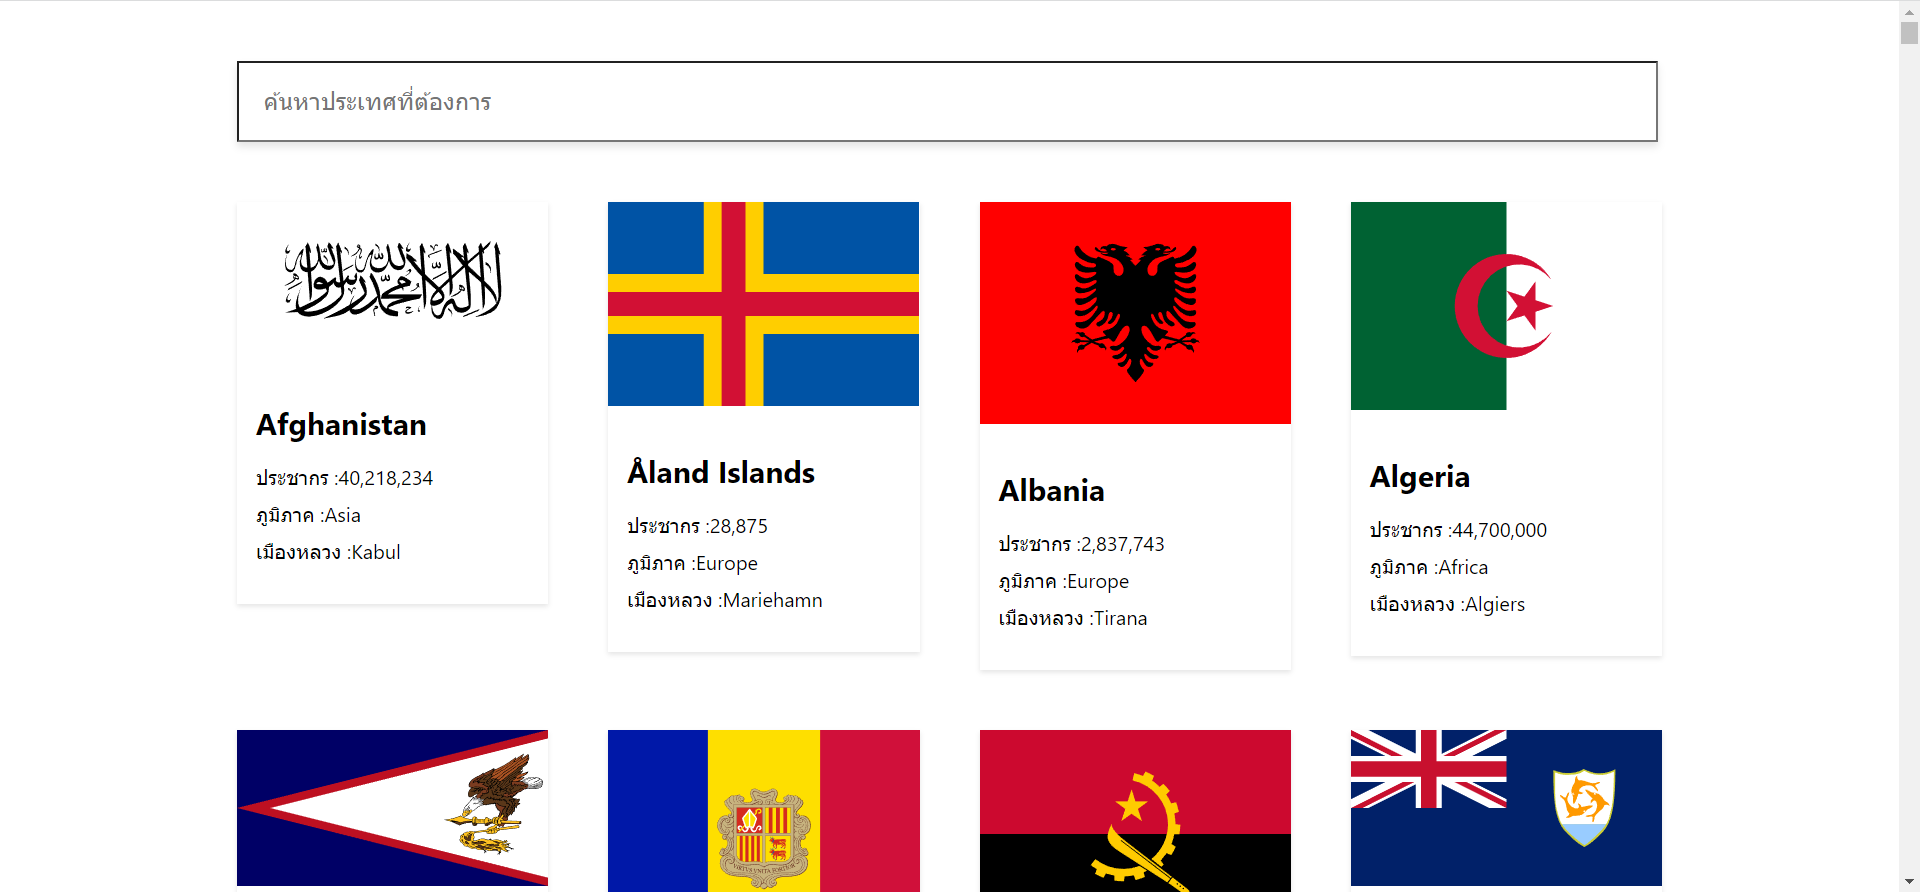 ค้นหาประเทศที่ต้องการ
لا إله إلا الله محمد رسول الله
Afghanistan
ประชากร :40,218,234
ภูมิภาค :Asia
เมืองหลวง :Kabul
Åland Islands
ประชากร :28,875
ภูมิภาค :Europe
เมืองหลวง :Mariehamn
Albania
ประชากร :2,837,743
ภูมิภาค :Europe
เมืองหลวง :Tirana
Algeria
ประชากร :44,700,000
ภูมิภาค :Africa
เมืองหลวง :Algiers
VIRTVS VNITA FORTIOR